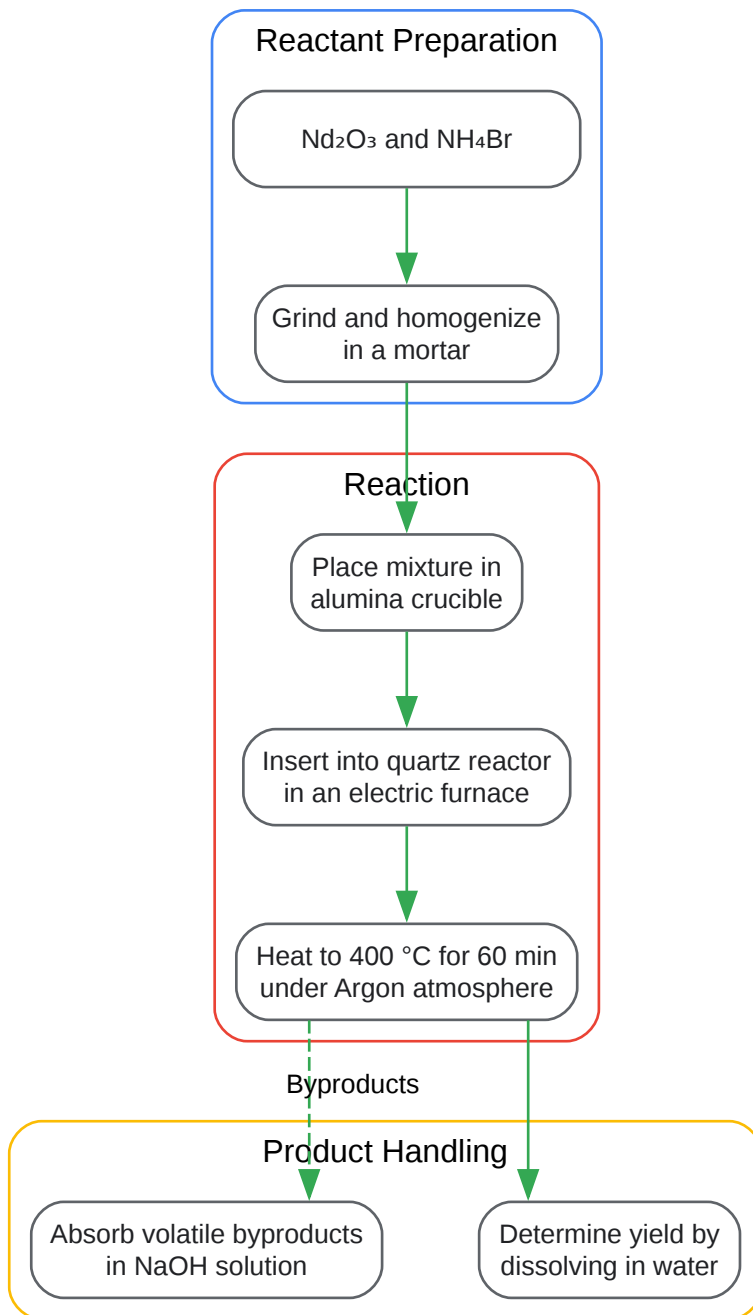 Reactant Preparation
Nd₂O₃ and NH₄Br
Grind and homogenize
in a mortar
Reaction
Place mixture in
alumina crucible
Insert into quartz reactor
in an electric furnace
Heat to 400 °C for 60 min
under Argon atmosphere
Byproducts
Product Handling
Absorb volatile byproducts
in NaOH solution
Determine yield by
dissolving in water